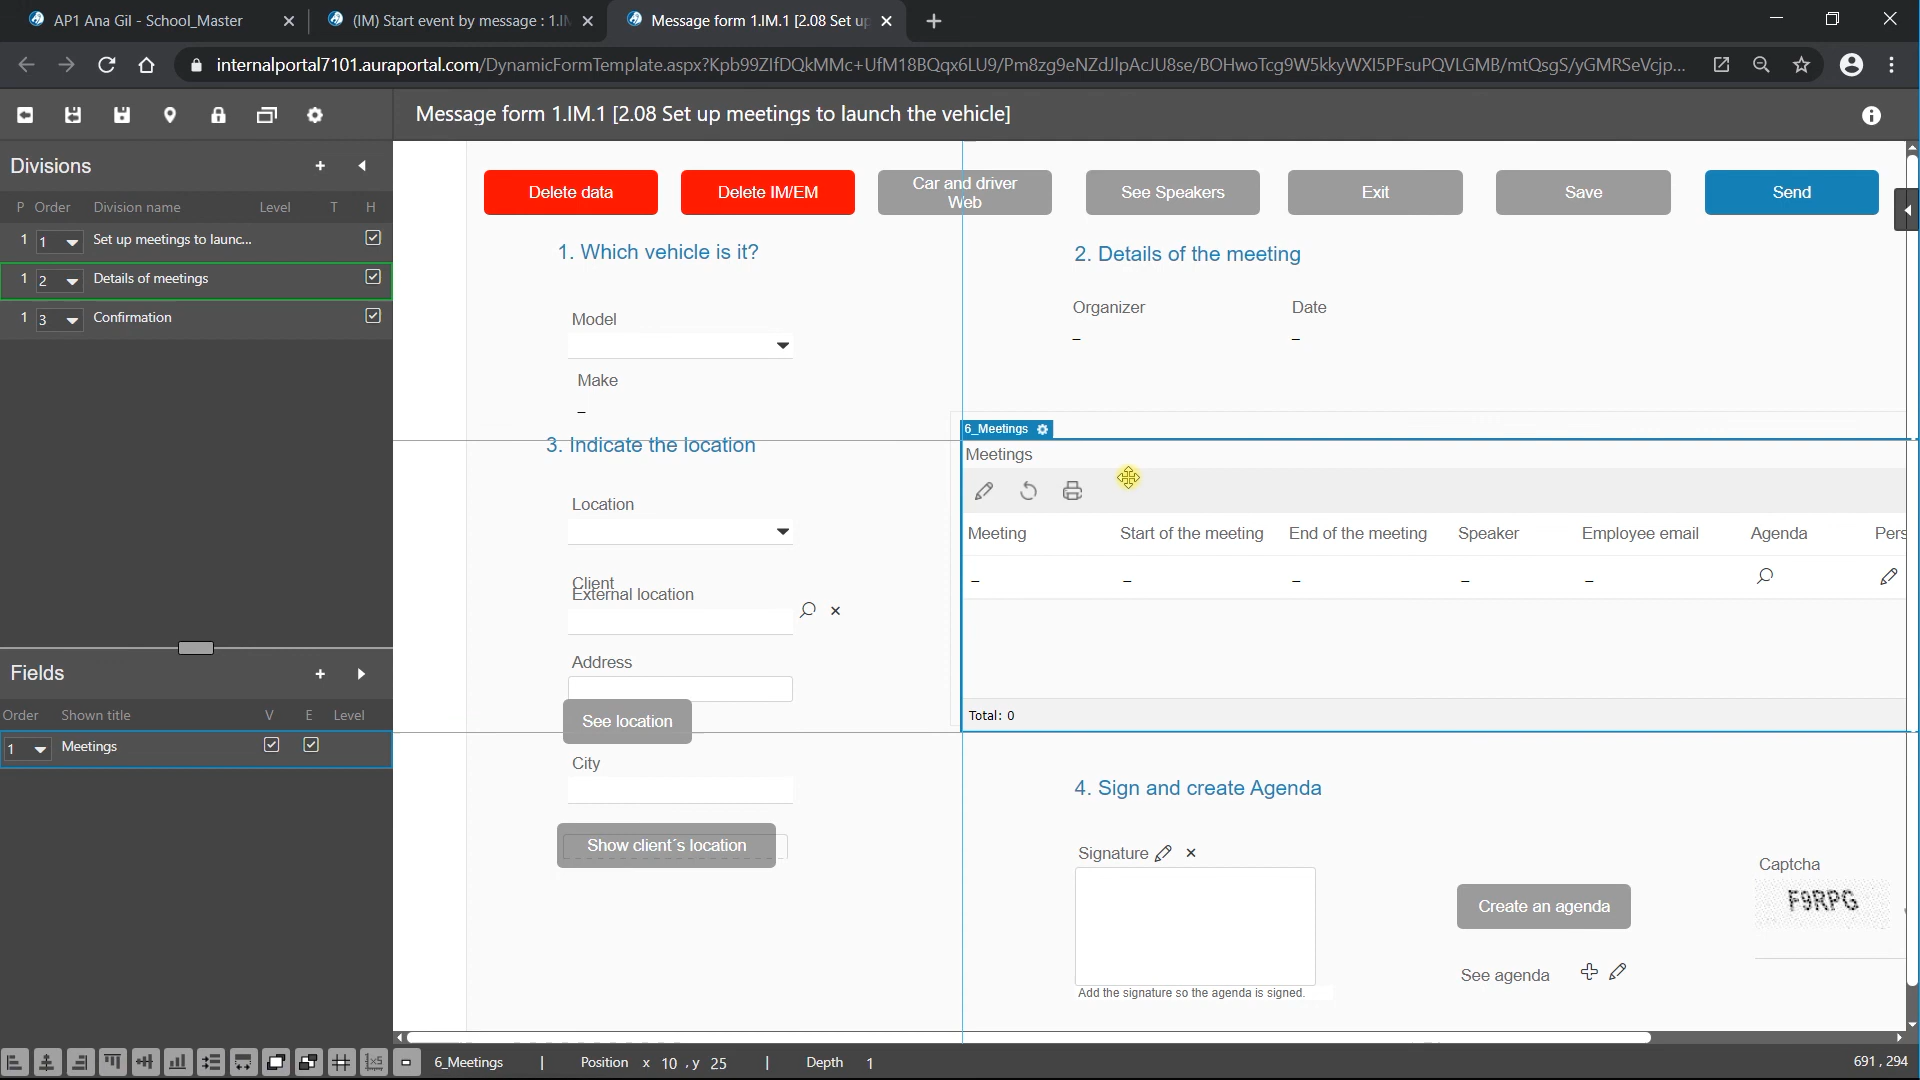 AP1 Ana Gil - School_Master
(IM) Start event by message : 1.IM
Message form 1.IM.1 [2.08 Set up
internalportal7101.auraportal.com/DynamicFormTemplate.aspx?Kpb99ZIfDQkMMc+UfM18BQqx6LU9/Pm8zg9eNZdJlpAcJU8se/BOHwoTcg9W5kkyWXI5PFsuPQVLGMB/mtQsgS/yGMRSeVcjp...
Message form 1.IM.1 [2.08 Set up meetings to launch the vehicle]
Divisions
P Order Division name Level T H
1 1 Set up meetings to launc...
1 2 Details of meetings
1 3 Confirmation
Fields
Order Shown title V E Level
1 Meetings
Delete data
Delete IM/EM
Car and driver
Web
See Speakers
Exit
Save
Send
1. Which vehicle is it?
2. Details of the meeting
Model
Organizer
Date
–
–
Make
–
3. Indicate the location
6_Meetings
Meetings
Meeting Start of the meeting End of the meeting Speaker Employee email Agenda Pers
– – – – –
Total: 0
Location
Client
External location
Address
See location
City
Show client´s location
4. Sign and create Agenda
Signature
Add the signature so the agenda is signed.
Create an agenda
See agenda
Captcha
F9RPG
6_Meetings | Position x 10 ,y 25 | Depth 1
691 , 294